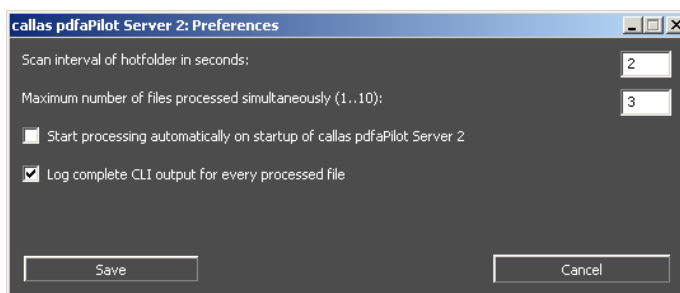 callas pdfaPilot Server 2: Preferences
Scan interval of hotfolder in seconds:
2
Maximum number of files processed simultaneously (1..10):
3
Start processing automatically on startup of callas pdfaPilot Server 2
Log complete CLI output for every processed file
Save
Cancel